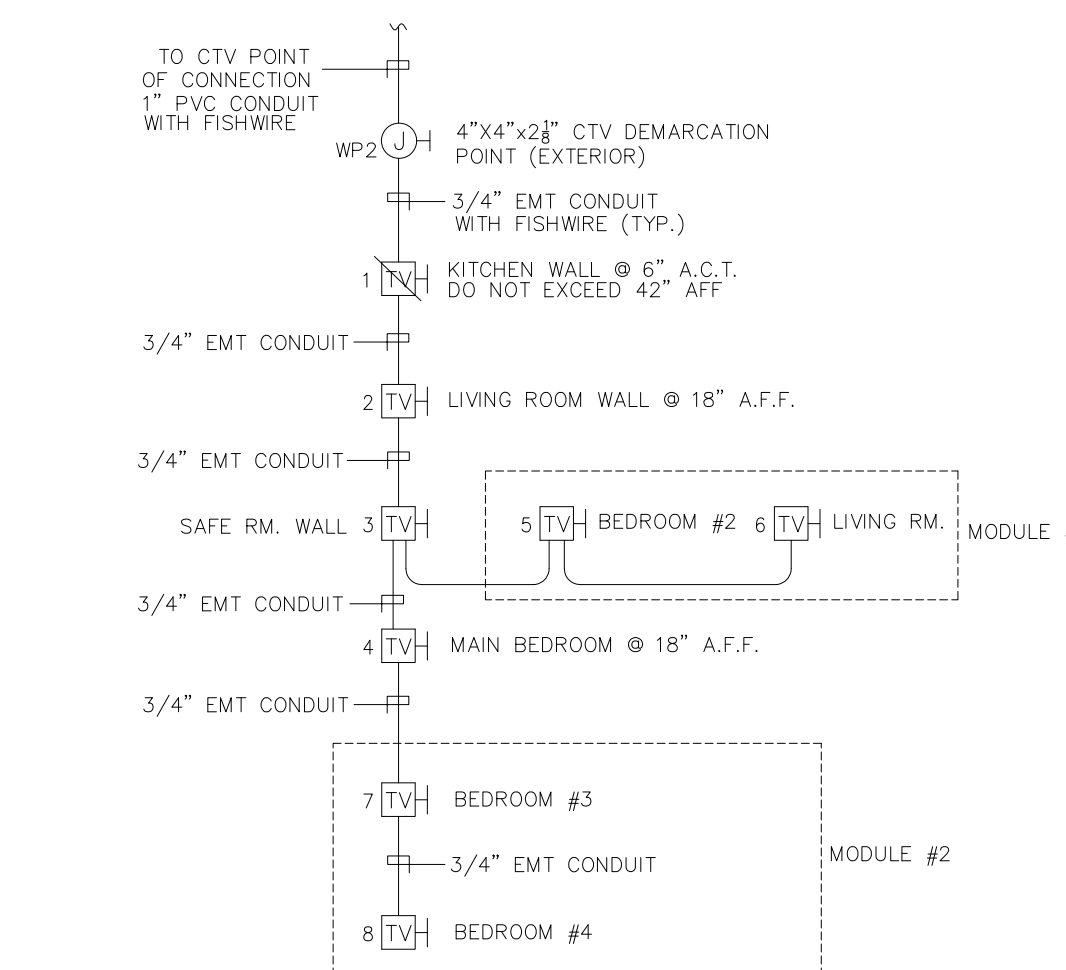 TO CTV POINT
OF CONNECTION
1" PVC CONDUIT
WITH FISHWIRE
WP2 J
4"X4"x2⅛" CTV DEMARCATION
POINT (EXTERIOR)
3/4" EMT CONDUIT
WITH FISHWIRE (TYP.)
1 TV KITCHEN WALL @ 6" A.C.T.
DO NOT EXCEED 42" AFF
3/4" EMT CONDUIT
2 TV LIVING ROOM WALL @ 18" A.F.F.
3/4" EMT CONDUIT
SAFE RM. WALL 3 TV 5 TV BEDROOM #2 6 TV LIVING RM.
MODULE
3/4" EMT CONDUIT
4 TV MAIN BEDROOM @ 18" A.F.F.
3/4" EMT CONDUIT
7 TV BEDROOM #3
3/4" EMT CONDUIT
MODULE #2
8 TV BEDROOM #4